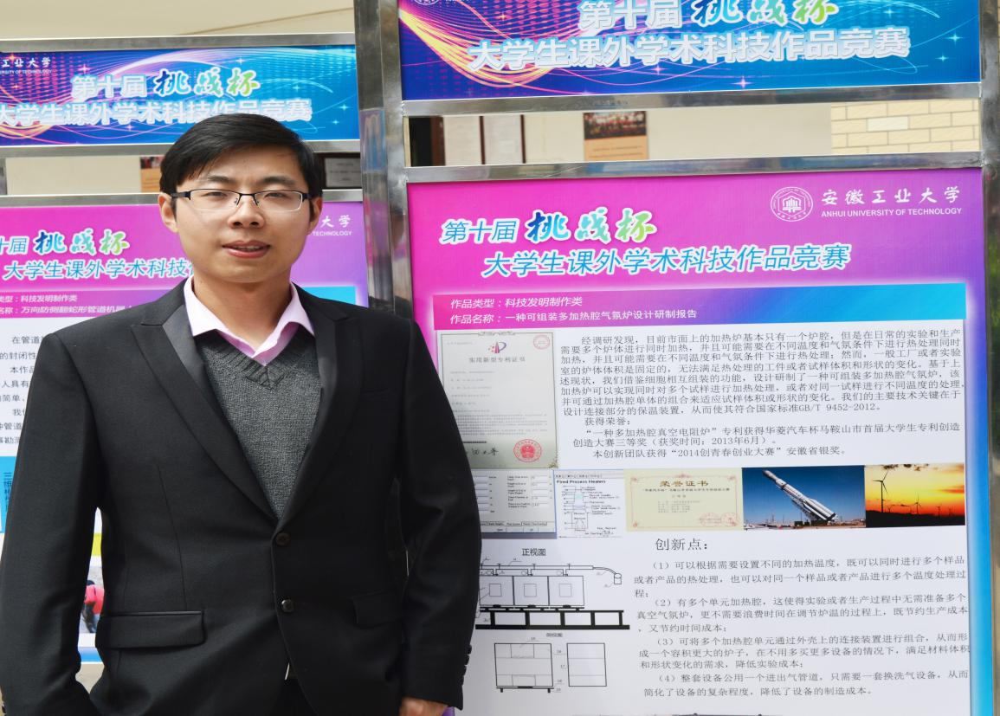 第十届 挑战杯
大学生课外学术科技作品竞赛
工业大学
第十届 挑战杯
大学生课外学术科技作品竞赛
安徽工业大学
ANHUI UNIVERSITY OF TECHNOLOGY
第十届 挑战杯
大学生课外学术科技作品竞赛
作品类型：科技发明制作类
作品名称：一种可组装多加热腔气氛炉设计研制报告
经调研发现，目前市面上的加热炉基本只有一个炉腔，但是在日常的实验和生产
需要多个炉体进行同时加热，并且可能需要在不同温度和气氛条件下进行热处理同时
加热，并且可能需要在不同温度和气氛条件下进行热处理；然而，一般工厂或者实验
室的炉体体积是固定的，无法满足热处理的工件或者试样体积和形状的变化。基于上
述现状，我们借鉴细胞相互组装的功能，设计研制了一种可组装多加热腔气氛炉，该
加热炉可以实现同时对多个试样进行加热处理，或者对同一试样进行不同温度的处理，
并可通过加热腔单体的组合来适应试样体积或形状的变化。我们的主要技术关键在于
设计连接部分的保温装置，从而使其符合国家标准GB/T 9452-2012。
获得荣誉：
“一种多加热腔真空电阻炉”专利获得华菱汽车杯马鞍山市首届大学生专利创造
创造大赛三等奖（获奖时间：2013年6月）。
本创新团队获得“2014创青春创业大赛”安徽省银奖。
实用新型专利证书
Fired Process Heaters
荣誉证书
正视图
创新点：
（1）可以根据需要设置不同的加热温度，既可以同时进行多个样品
或者产品的热处理，也可以对同一个样品或者产品进行多个温度处理过
程；
（2）有多个单元加热腔，这使得实验或者生产过程中无需准备多个
真空气氛炉，更不需要浪费时间在调节炉温的过程上，既节约生产成本
，又节约时间成本；
（3）可将多个加热腔单元通过外壳上的连接装置进行组合，从而形
成一个容积更大的炉子，在不用多买更多设备的情况下，满足材料体积
和形状变化的需求，降低实验成本；
（4）整套设备公用一个进出气管道，只需要一套换洗气设备，从而
简化了设备的复杂程度，降低了设备的制造成本。
大学
TECHNOLOGY
十届 挑战杯
大学生课外学术科技
类型：科技发明制作类
名称：万向防侧翻蛇形管道机器
在管道
的封闭性
本作品
人具有
简单、
我
种管道